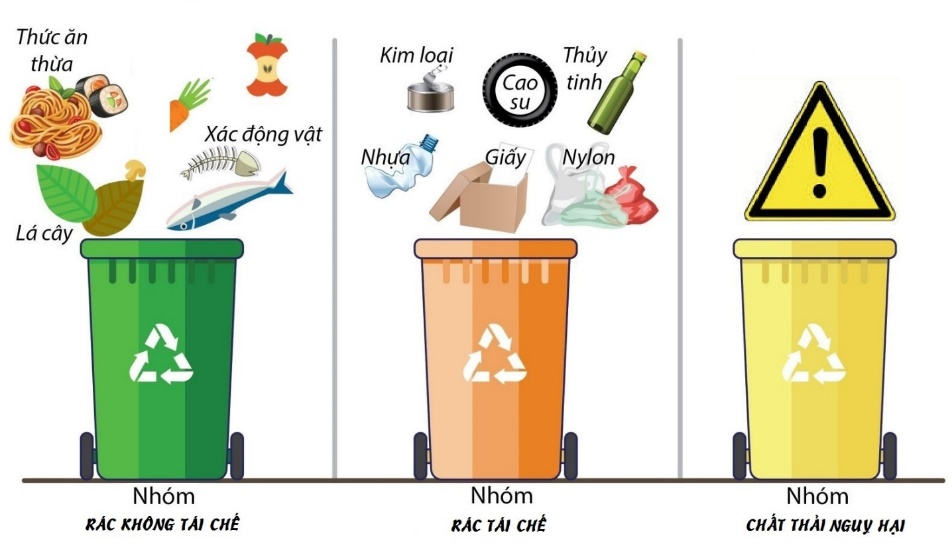 Thức ăn
thừa
Xác động vật
Lá cây
Kim loại
Cao
su
Thủy
tinh
Nhựa
Giấy
Nylon
Nhóm
RÁC KHÔNG TÁI CHẾ
Nhóm
RÁC TÁI CHẾ
Nhóm
CHẤT THẢI NGUY HẠI